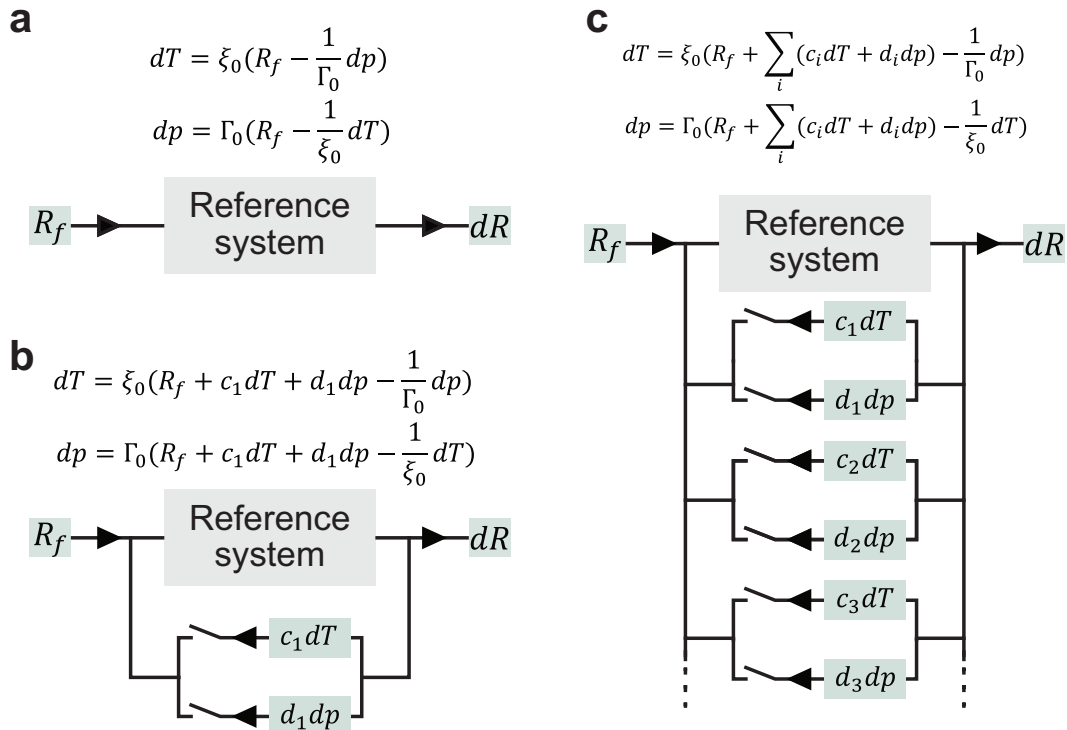 a
dT = ξ₀(R_f − 1/Γ₀ dp)
dp = Γ₀(R_f − 1/ξ₀ dT)
R_f
Reference
system
dR
b
dT = ξ₀(R_f + c₁dT + d₁dp − 1/Γ₀ dp)
dp = Γ₀(R_f + c₁dT + d₁dp − 1/ξ₀ dT)
R_f
Reference
system
dR
c₁dT
d₁dp
c
dT = ξ₀(R_f + ∑_i (c_i dT + d_i dp) − 1/Γ₀ dp)
dp = Γ₀(R_f + ∑_i (c_i dT + d_i dp) − 1/ξ₀ dT)
R_f
Reference
system
dR
c₁dT
d₁dp
c₂dT
d₂dp
c₃dT
d₃dp